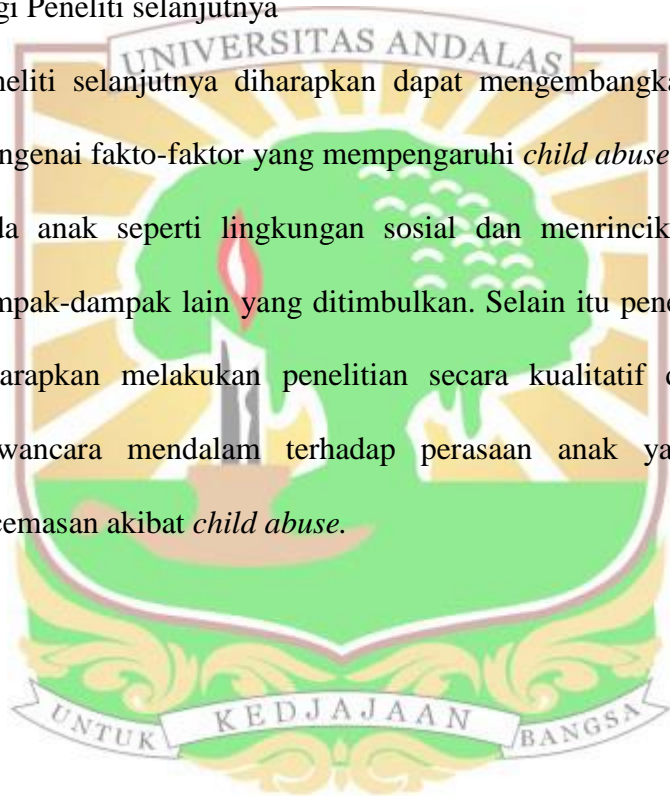 gi Peneliti selanjutnya
UNIVERSITAS ANDALAS
neliti selanjutnya diharapkan dapat mengembangka
ngenai fakto-faktor yang mempengaruhi child abuse
da anak seperti lingkungan sosial dan menrincik
mpak-dampak lain yang ditimbulkan. Selain itu pene
arapkan melakukan penelitian secara kualitatif d
wancara mendalam terhadap perasaan anak ya
cemasan akibat child abuse.
UNTUK KEDJAJAAN BANGSA